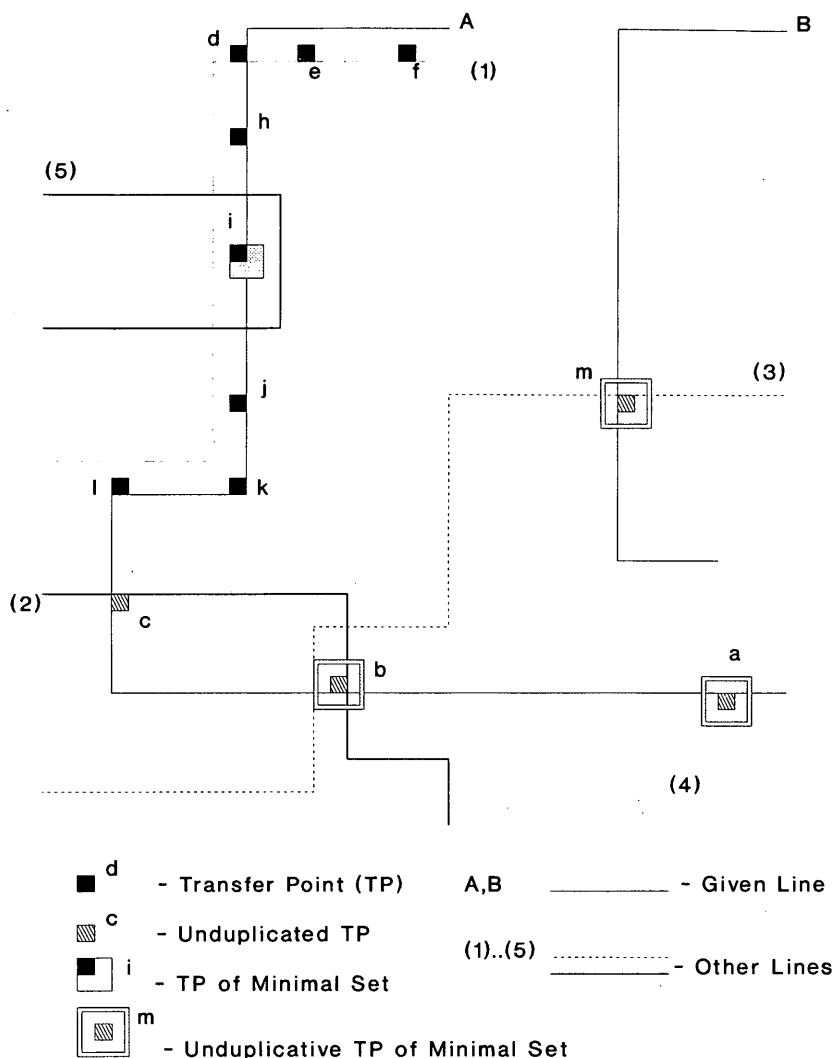 A
B
d
e
f
(1)
h
(5)
i
m
(3)
j
l
k
(2)
c
b
a
(4)
d - Transfer Point (TP)
A,B - Given Line
c - Unduplicated TP
(1)..(5) - Other Lines
i - TP of Minimal Set
m - Unduplicative TP of Minimal Set